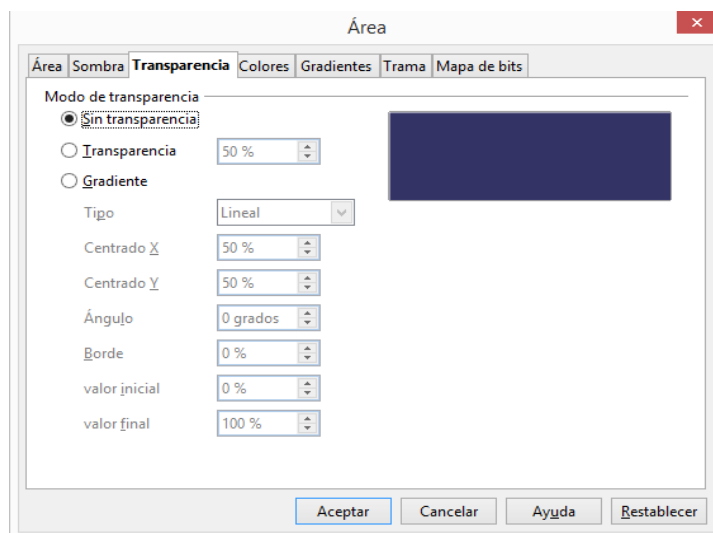 Área
Área Sombra Transparencia Colores Gradientes Trama Mapa de bits
Modo de transparencia
Sin transparencia
Transparencia 50 %
Gradiente
Tipo Lineal
Centrado X 50 %
Centrado Y 50 %
Ángulo 0 grados
Borde 0 %
valor inicial 0 %
valor final 100 %
Aceptar Cancelar Ayuda Restablecer